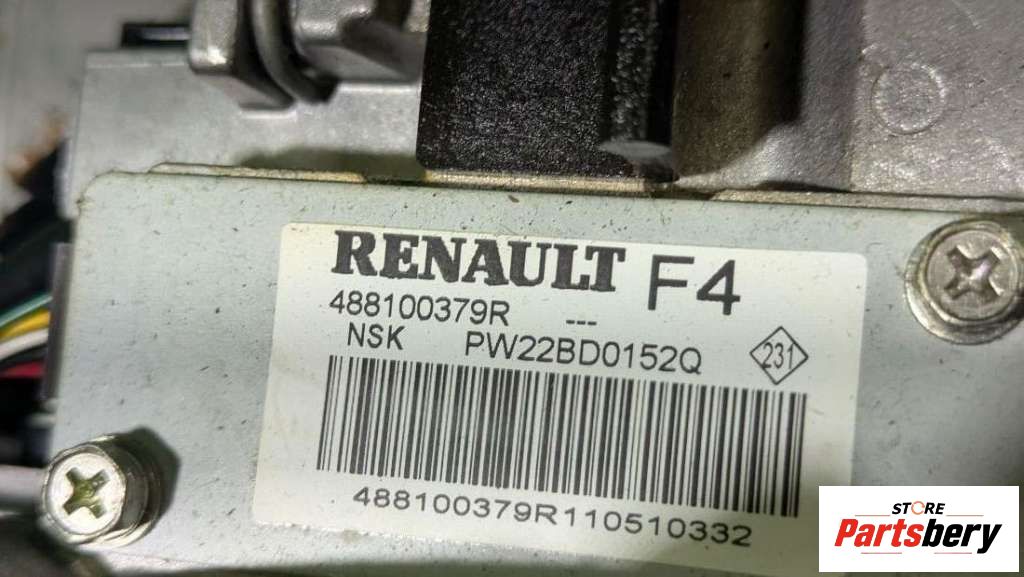 RENAULT F4
488100379R ---
NSK PW22BD0152Q 231
488100379R110510332
STORE
Partsbery